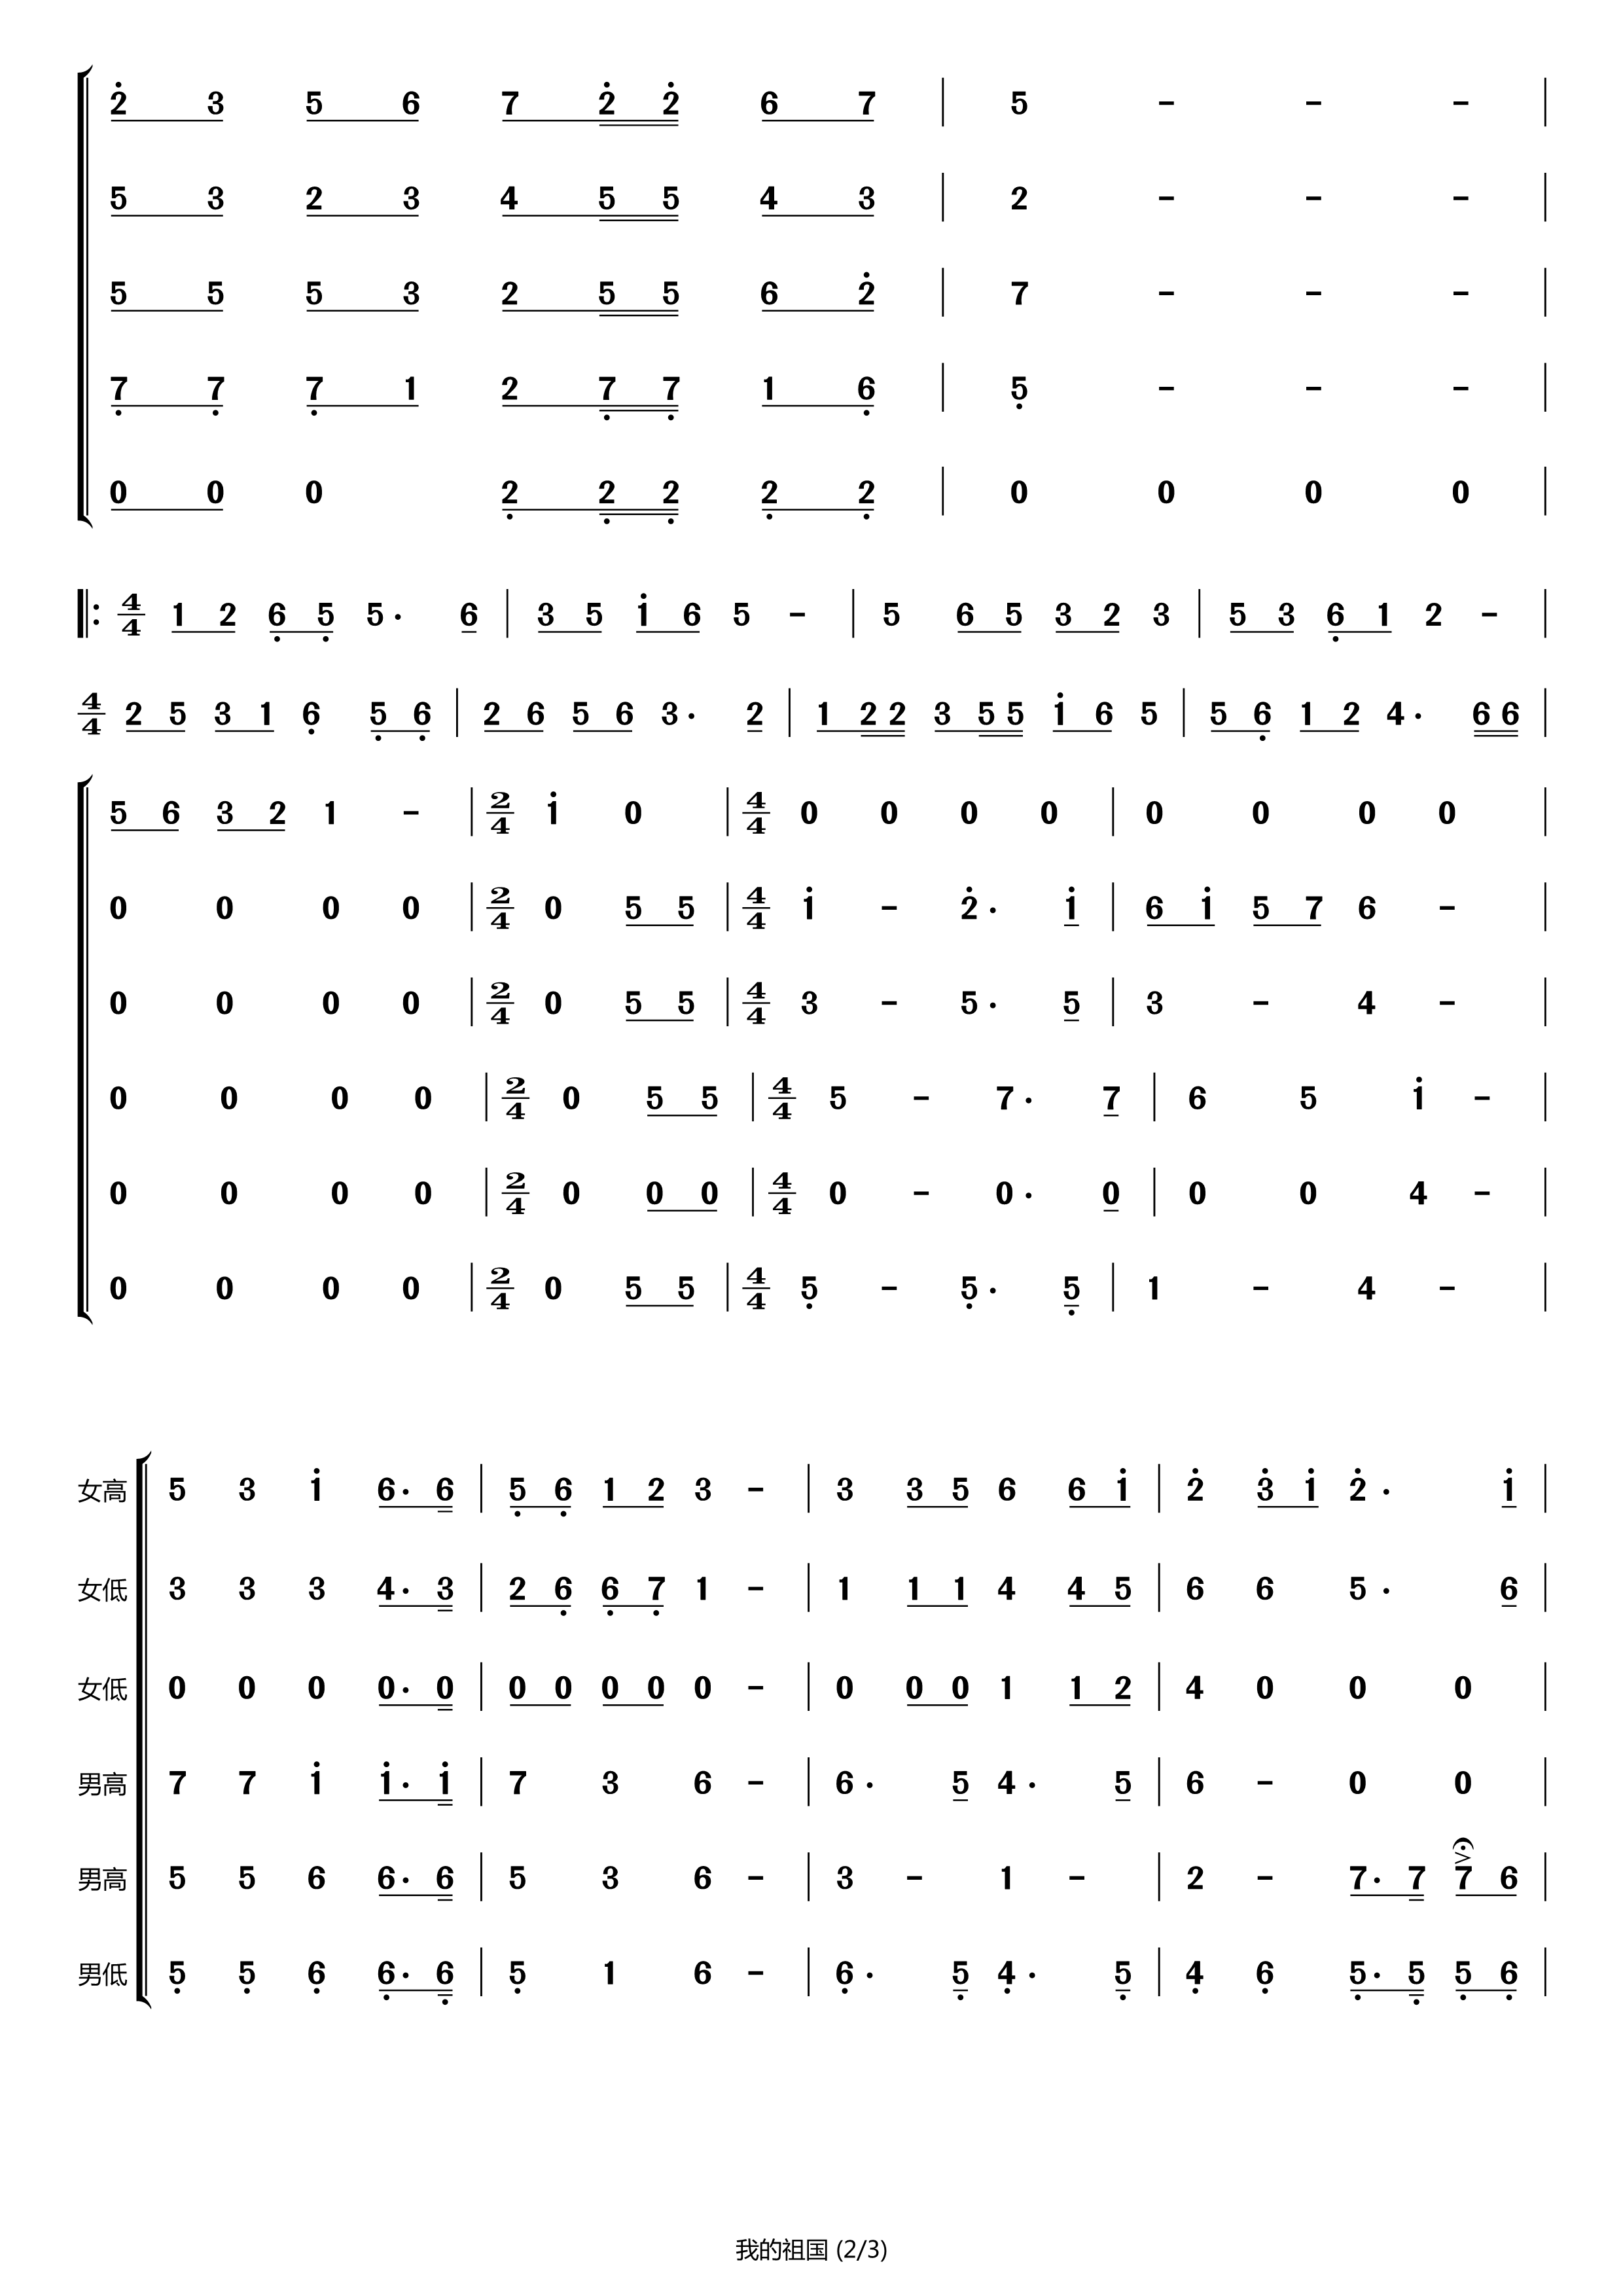 2̇ 3 5 6 7 2̇ 2̇ 6 7 | 5 - - - |
5 3 2 3 4 5 5 4 3 | 2 - - - |
5 5 5 3 2 5 5 6 2̇ | 7 - - - |
7̣ 7̣ 7̣ 1 2 7̣ 7̣ 1 6̣ | 5̣ - - - |
0 0 0 2̣ 2̣ 2̣ 2̣ 2̣ | 0 0 0 0 |
‖: 4/4 1 2 6̣ 5̣ 5· 6 | 3 5 1̇ 6 5 - | 5 6 5 3 2 3 | 5 3 6̣ 1 2 - |
4/4 2 5 3 1 6̣ 5̣ 6̣ | 2 6 5 6 3· 2 | 1 2 2 3 5 5 1̇ 6 5 | 5 6̣ 1 2 4· 6 6 |
5 6 3 2 1 - | 2/4 1̇ 0 | 4/4 0 0 0 0 | 0 0 0 0 |
0 0 0 0 | 2/4 0 5 5 | 4/4 1̇ - 2̇· 1̇ | 6 1̇ 5 7 6 - |
0 0 0 0 | 2/4 0 5 5 | 4/4 3 - 5· 5 | 3 - 4 - |
0 0 0 0 | 2/4 0 5 5 | 4/4 5 - 7· 7 | 6 5 1̇ - |
0 0 0 0 | 2/4 0 0 0 | 4/4 0 - 0· 0 | 0 0 4 - |
0 0 0 0 | 2/4 0 5 5 | 4/4 5̣ - 5̣· 5̣ | 1 - 4 - |
女高 5 3 1̇ 6· 6 | 5̣ 6̣ 1 2 3 - | 3 3 5 6 6 1̇ | 2̇ 3̇ 1̇ 2̇· 1̇ |
女低 3 3 3 4· 3 | 2 6̣ 6̣ 7̣ 1 - | 1 1 1 4 4 5 | 6 6 5· 6 |
女低 0 0 0 0· 0 | 0 0 0 0 0 - | 0 0 0 1 1 2 | 4 0 0 0 |
男高 7 7 1̇ 1̇· 1̇ | 7 3 6 - | 6· 5 4· 5 | 6 - 0 0 |
男高 5 5 6 6· 6 | 5 3 6 - | 3 - 1 - | 2 - 7· 7 7 6 |
男低 5̣ 5̣ 6̣ 6̣· 6̣ | 5̣ 1 6 - | 6̣· 5̣ 4̣· 5̣ | 4̣ 6̣ 5̣· 5̣ 5̣ 6̣ |
我的祖国 (2/3)